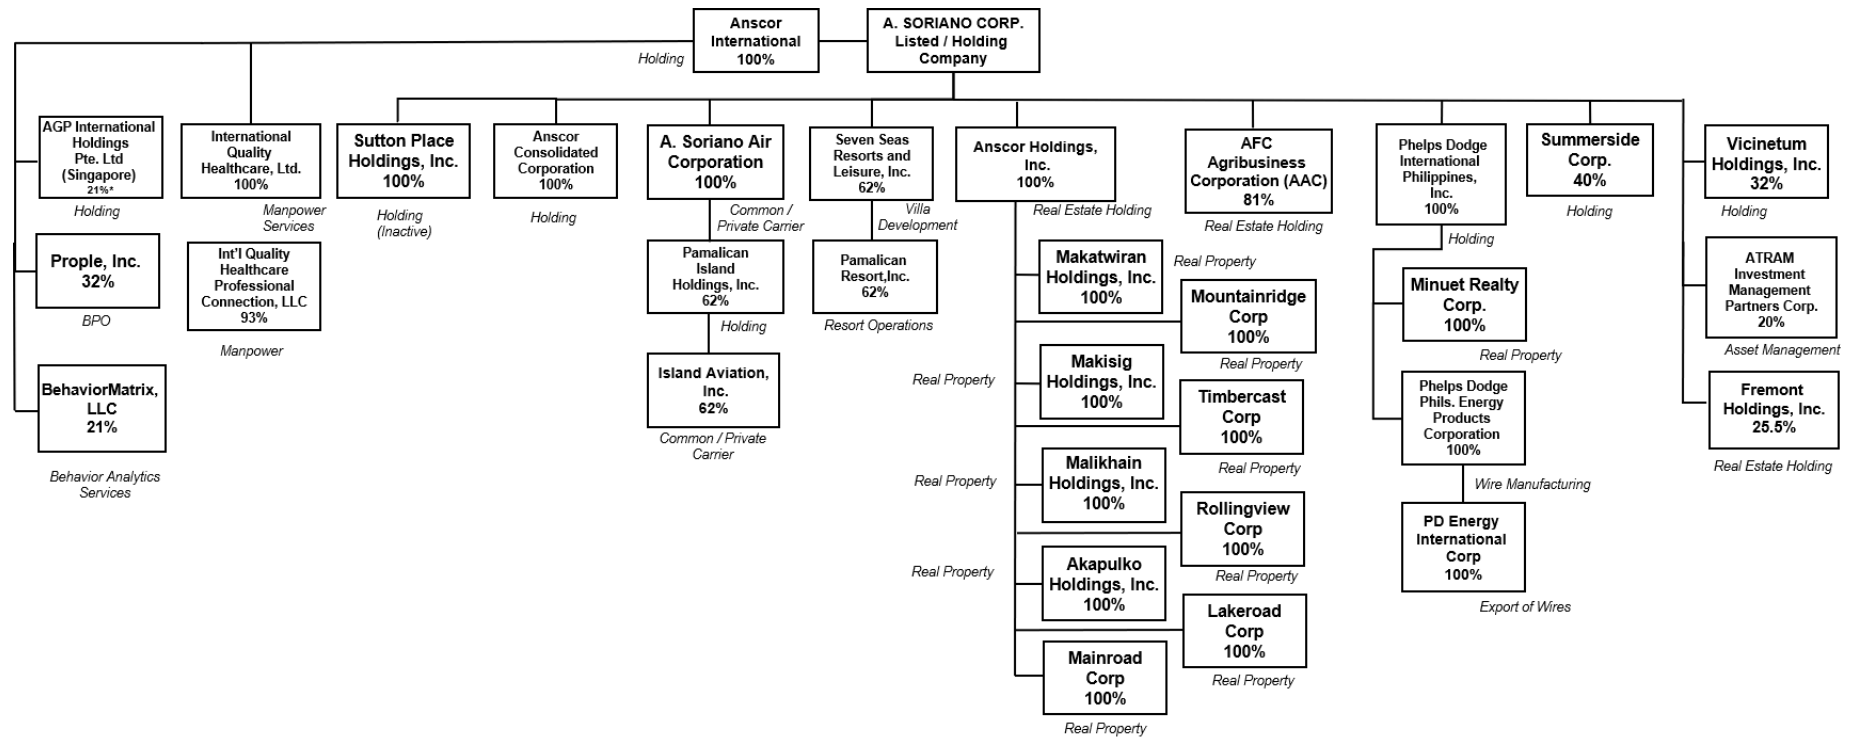 Anscor
International
100%
Holding
A. SORIANO CORP.
Listed / Holding
Company
AGP International
Holdings
Pte. Ltd
(Singapore)
21%*
Holding
Prople, Inc.
32%
BPO
BehaviorMatrix,
LLC
21%
Behavior Analytics
Services
International
Quality
Healthcare, Ltd.
100%
Manpower
Services
Int'l Quality
Healthcare
Professional
Connection, LLC
93%
Manpower
Sutton Place
Holdings, Inc.
100%
Holding
(Inactive)
Anscor
Consolidated
Corporation
100%
Holding
A. Soriano Air
Corporation
100%
Common /
Private Carrier
Pamalican
Island
Holdings, Inc.
62%
Holding
Island Aviation,
Inc.
62%
Common / Private
Carrier
Seven Seas
Resorts and
Leisure, Inc.
62%
Villa
Development
Pamalican
Resort,Inc.
62%
Resort Operations
Anscor Holdings,
Inc.
100%
Real Estate Holding
Makatwiran
Holdings, Inc.
100%
Real Property
Mountainridge
Corp
100%
Real Property
Makisig
Holdings, Inc.
100%
Real Property
Timbercast
Corp
100%
Real Property
Malikhain
Holdings, Inc.
100%
Real Property
Rollingview
Corp
100%
Real Property
Akapulko
Holdings, Inc.
100%
Real Property
Lakeroad
Corp
100%
Real Property
Mainroad
Corp
100%
Real Property
AFC
Agribusiness
Corporation (AAC)
81%
Real Estate Holding
Phelps Dodge
International
Philippines,
Inc.
100%
Holding
Minuet Realty
Corp.
100%
Real Property
Phelps Dodge
Phils. Energy
Products
Corporation
100%
Wire Manufacturing
PD Energy
International
Corp
100%
Export of Wires
Summerside
Corp.
40%
Holding
Vicinetum
Holdings, Inc.
32%
Holding
ATRAM
Investment
Management
Partners Corp.
20%
Asset Management
Fremont
Holdings, Inc.
25.5%
Real Estate Holding